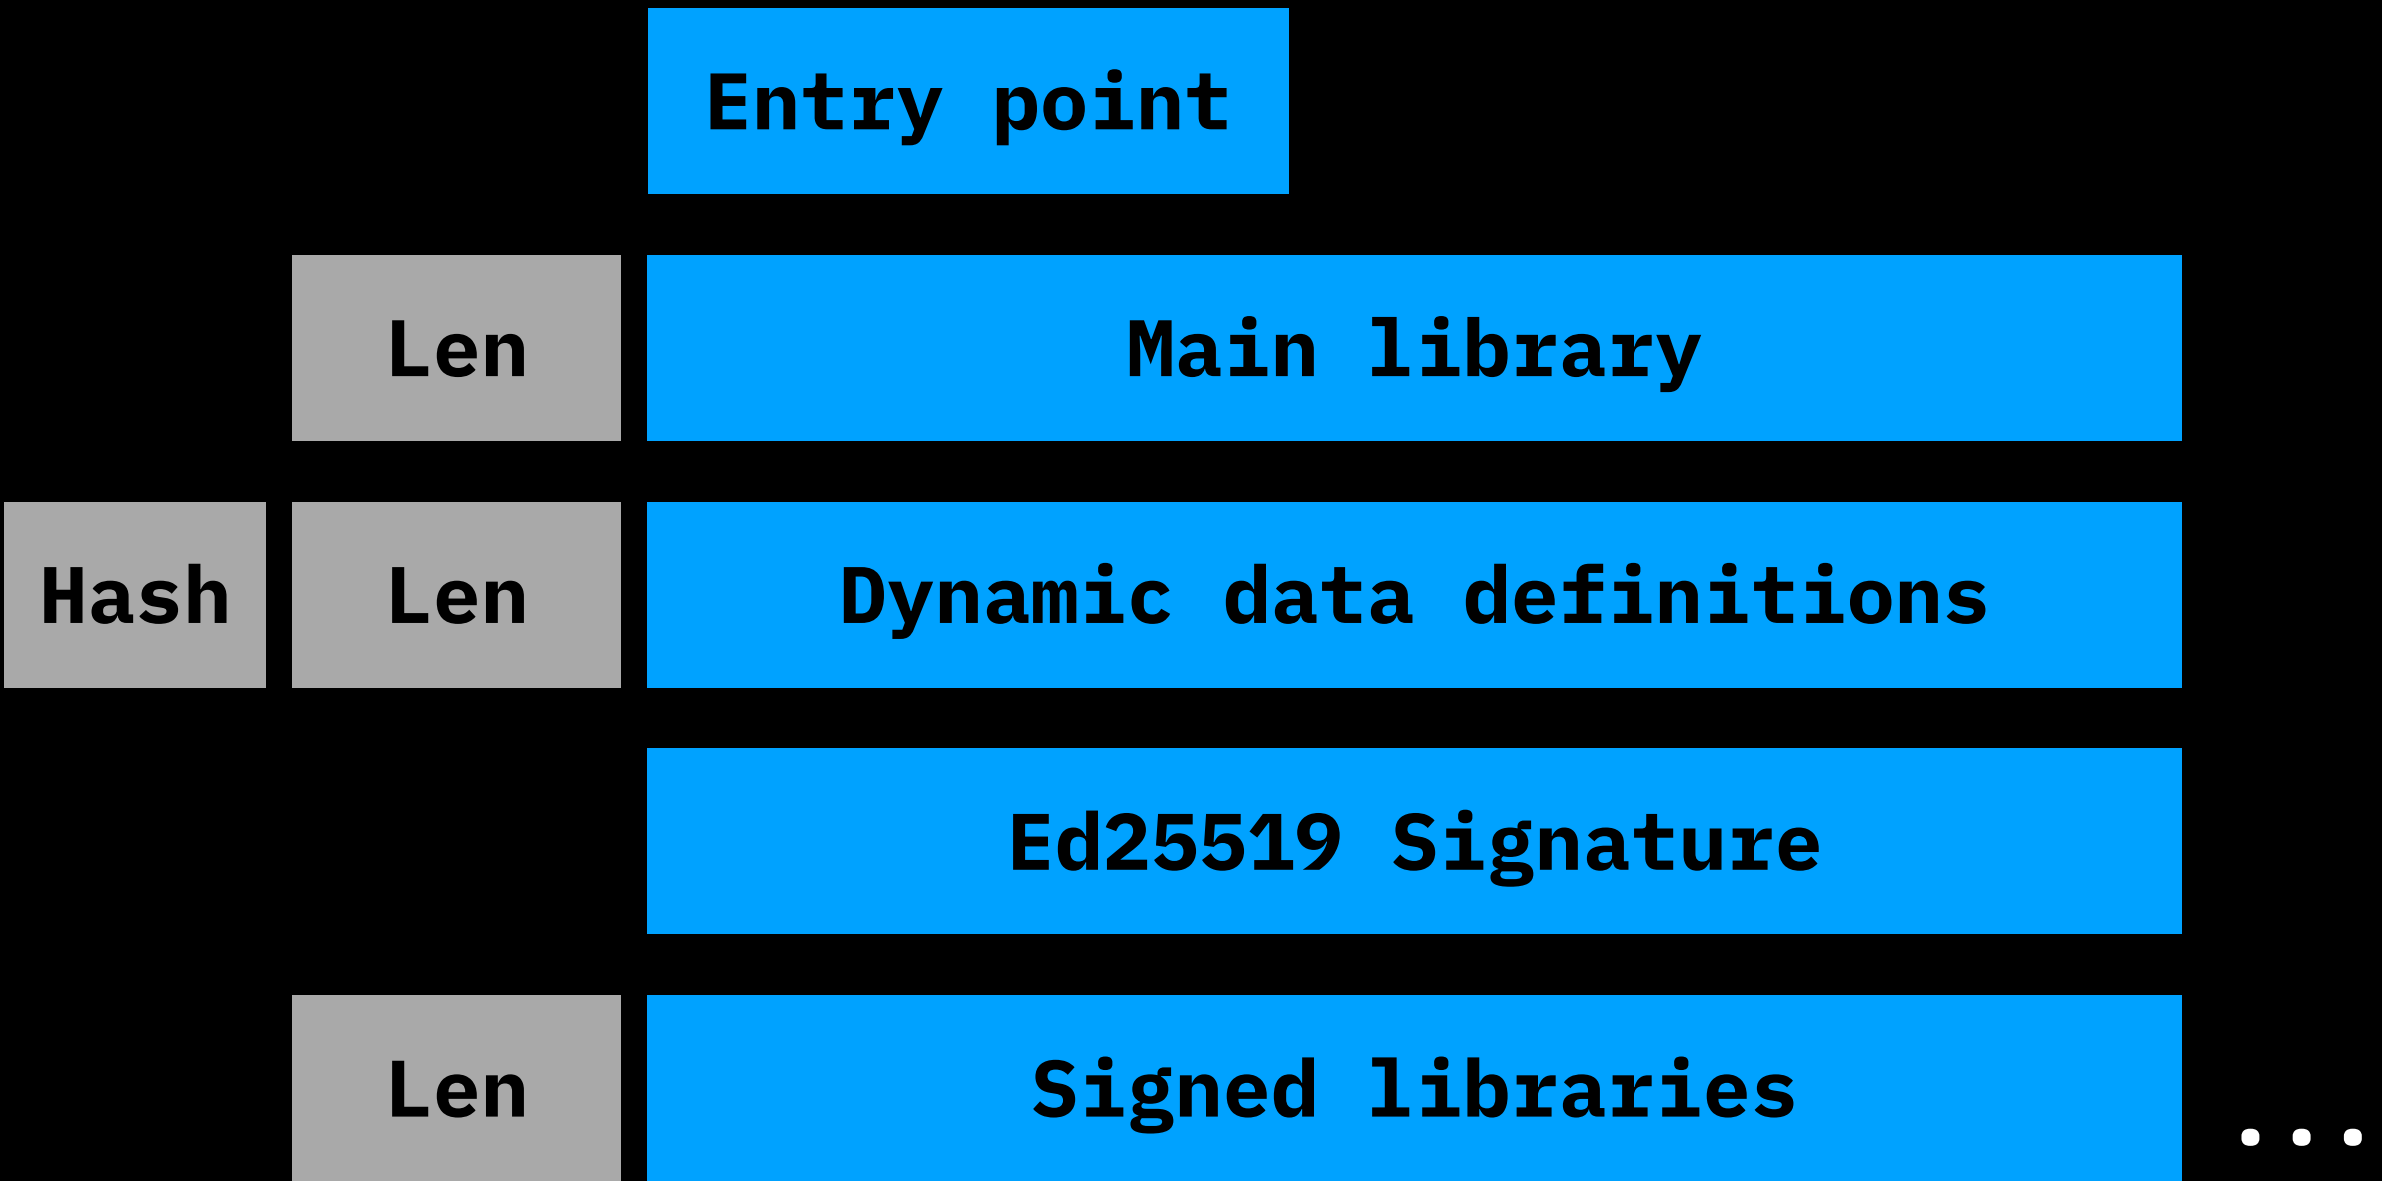 Entry point
Len Main library
Hash Len Dynamic data definitions
Ed25519 Signature
Len Signed libraries ...